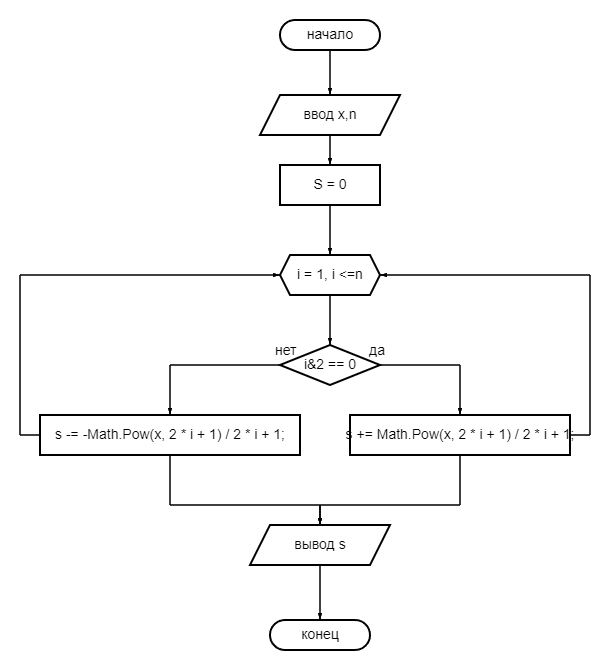 начало
ввод x,n
S = 0
i = 1, i <=n
нет
да
i&2 == 0
s -= -Math.Pow(x, 2 * i + 1) / 2 * i + 1;
s += Math.Pow(x, 2 * i + 1) / 2 * i + 1;
вывод s
конец